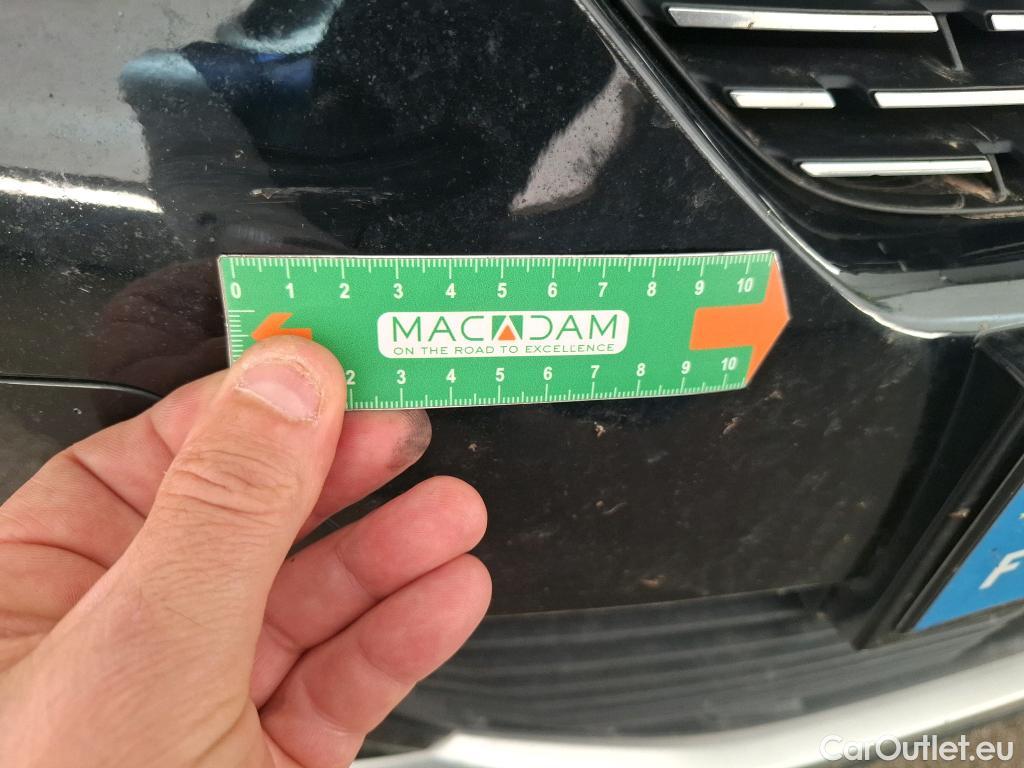 0 1 2 3 4 5 6 7 8 9 10
MACADAM
ON THE ROAD TO EXCELLENCE
2 3 4 5 6 7 8 9 10
F
CarOutlet.eu